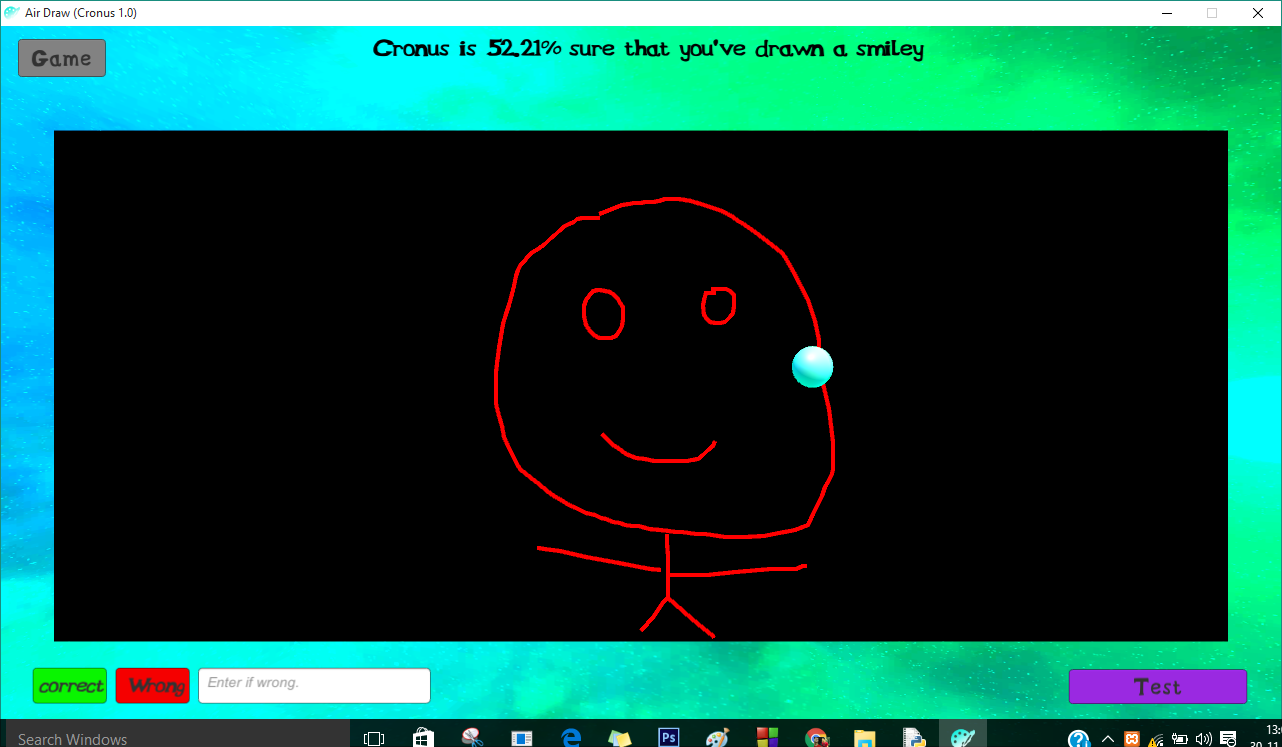 Air Draw (Cronus 1.0)
Game
Cronus is 52.21% sure that you've drawn a smiley
correct
Wrong
Enter if wrong.
Test
Search Windows
Ps